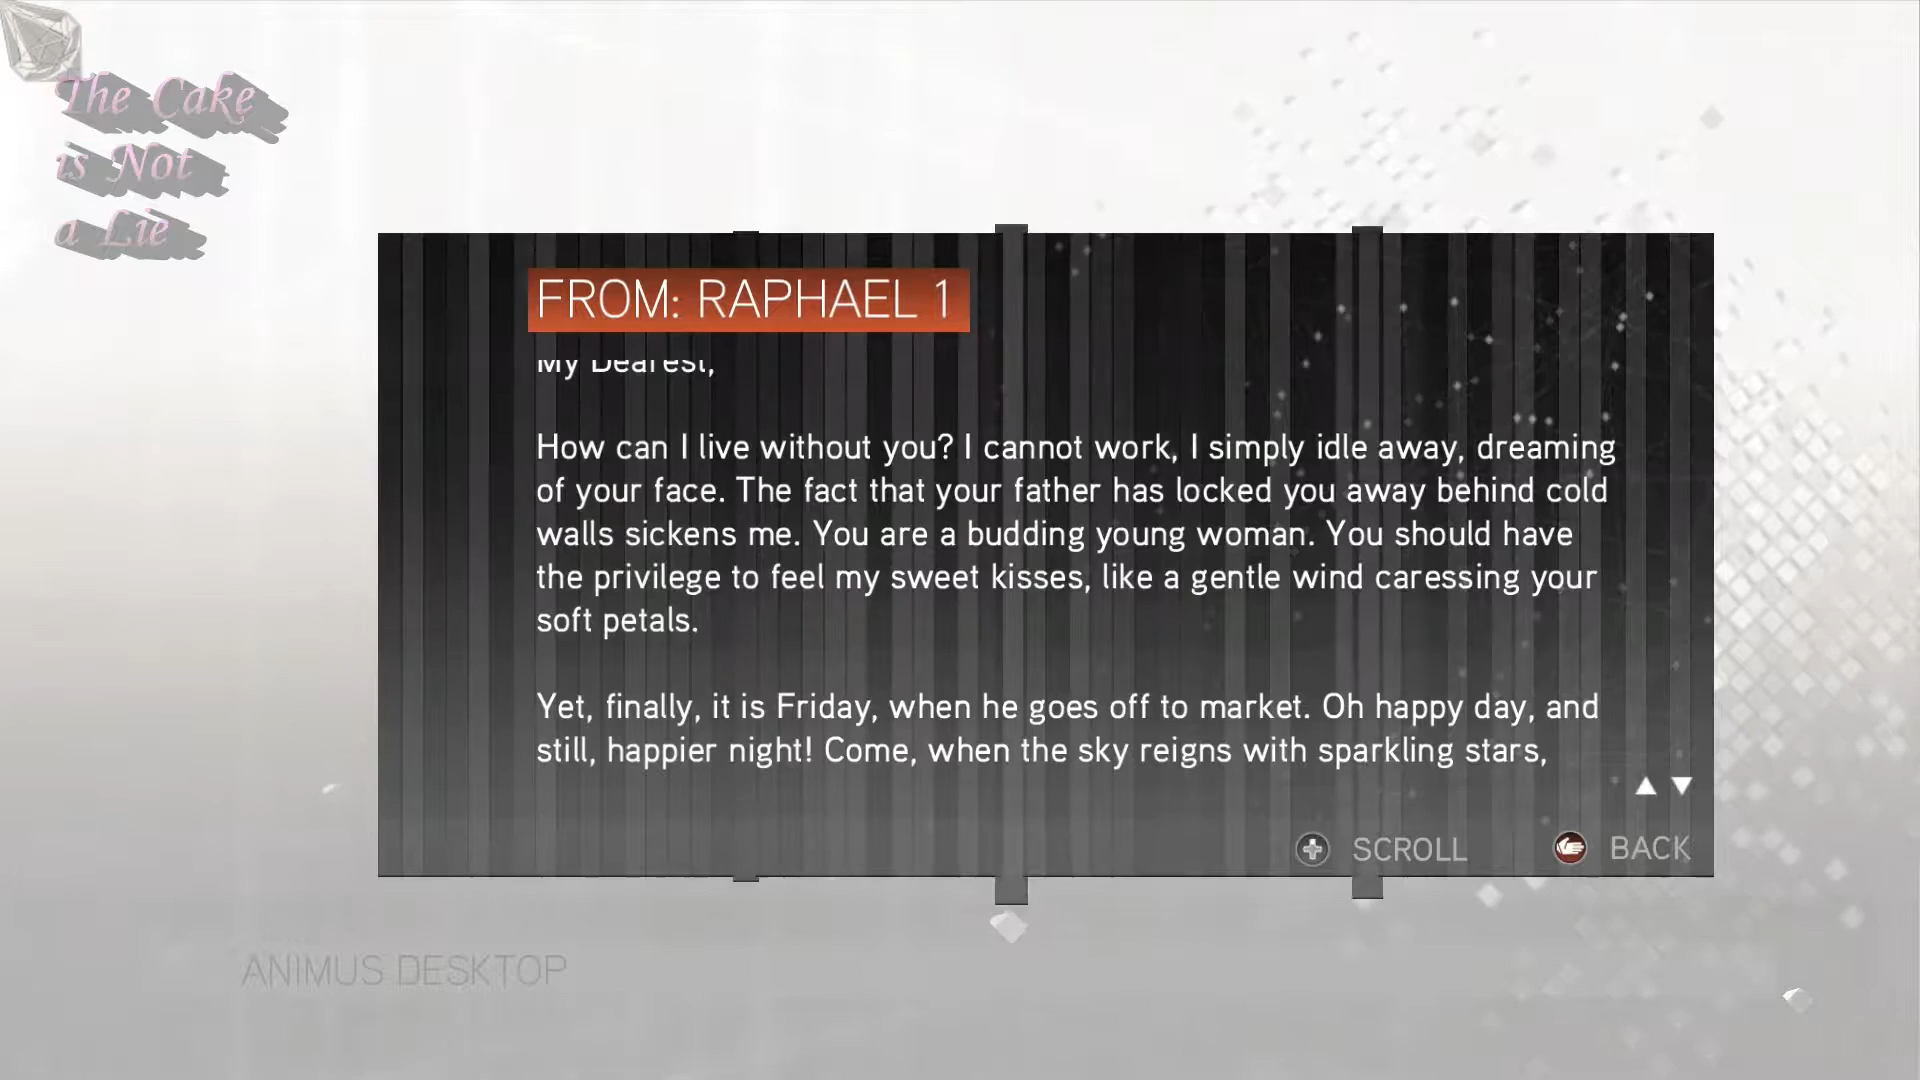 The Cake
is Not
a Lie
FROM: RAPHAEL 1
My Dearest,
How can I live without you? I cannot work, I simply idle away, dreaming
of your face. The fact that your father has locked you away behind cold
walls sickens me. You are a budding young woman. You should have
the privilege to feel my sweet kisses, like a gentle wind caressing your
soft petals.
Yet, finally, it is Friday, when he goes off to market. Oh happy day, and
still, happier night! Come, when the sky reigns with sparkling stars,
SCROLL
BACK
ANIMUS DESKTOP